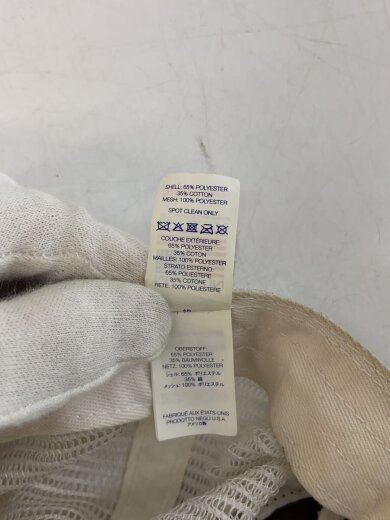 SHELL: 65% POLYESTER
35% COTTON
MESH: 100% POLYESTER
SPOT CLEAN ONLY
COUCHE EXTÉRIEURE:
65% POLYESTER
35% COTON
MAILLES: 100% POLYESTER
STRATO ESTERNO:
65% POLIESTERE
35% COTONE
RETE: 100% POLIESTERE
OBERSTOFF:
65% POLYESTER
35% BAUMWOLLE
NETZ: 100% POLYESTER
シェル: 65% ポリエステル
35% 綿
メッシュ: 100% ポリエステル
FABRIQUÉ AUX ÉTATS-UNIS
PRODOTTO NEGLI U.S.A.
アメリカ製